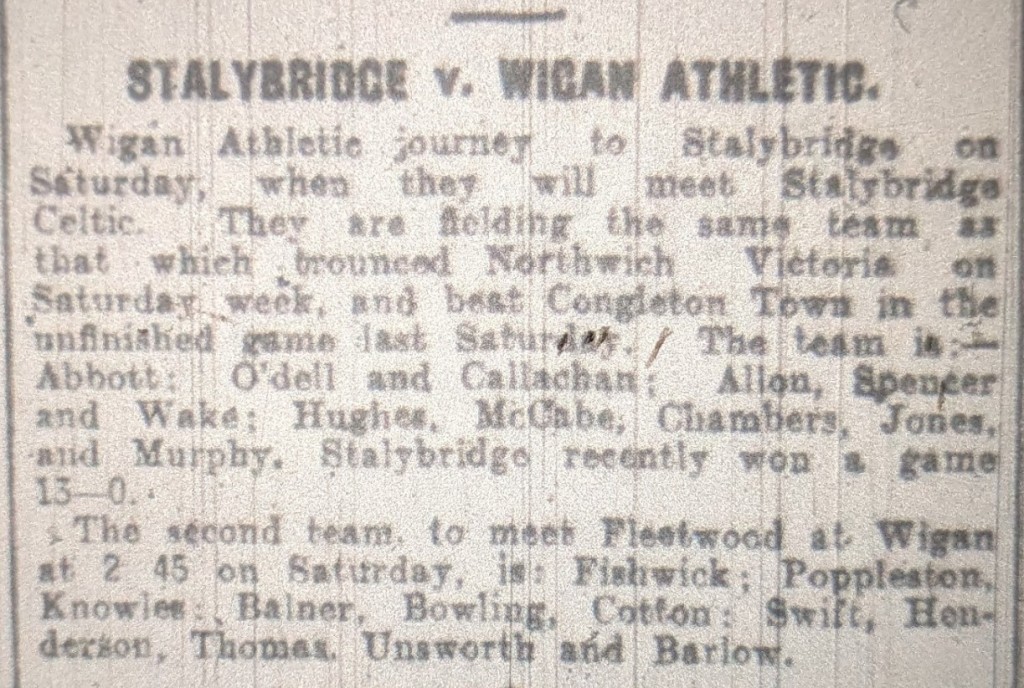 STALYBRIDGE v. WIGAN ATHLETIC.
Wigan Athletic journey to Stalybridge on
Saturday, when they will meet Stalybridge
Celtic. They are fielding the same team as
that which trounced Northwich Victoria on
Saturday week, and beat Congleton Town in the
unfinished game last Saturday. The team is:—
Abbott; O'dell and Callachan; Allon, Spencer
and Wake; Hughes, McCabe, Chambers, Jones,
and Murphy. Stalybridge recently won a game
13—0.
The second team to meet Fleetwood at Wigan
at 2 45 on Saturday, is: Fishwick; Poppleston,
Knowles; Balner, Bowling, Cotton; Swift, Hen-
derson, Thomas, Unsworth and Barlow.